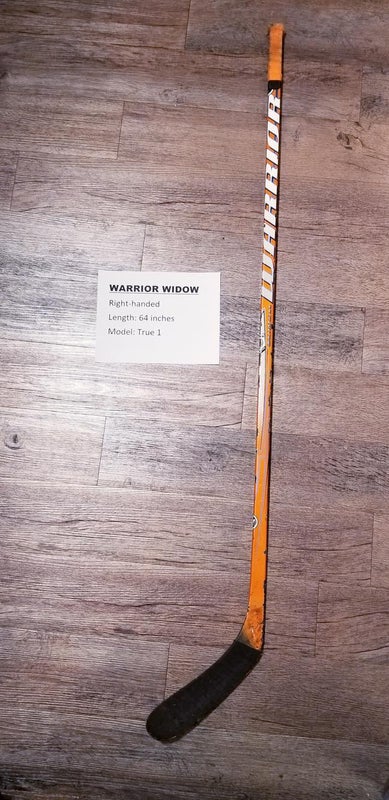 WARRIOR WIDOW
Right-handed
Length: 64 inches
Model: True 1
WARRIOR